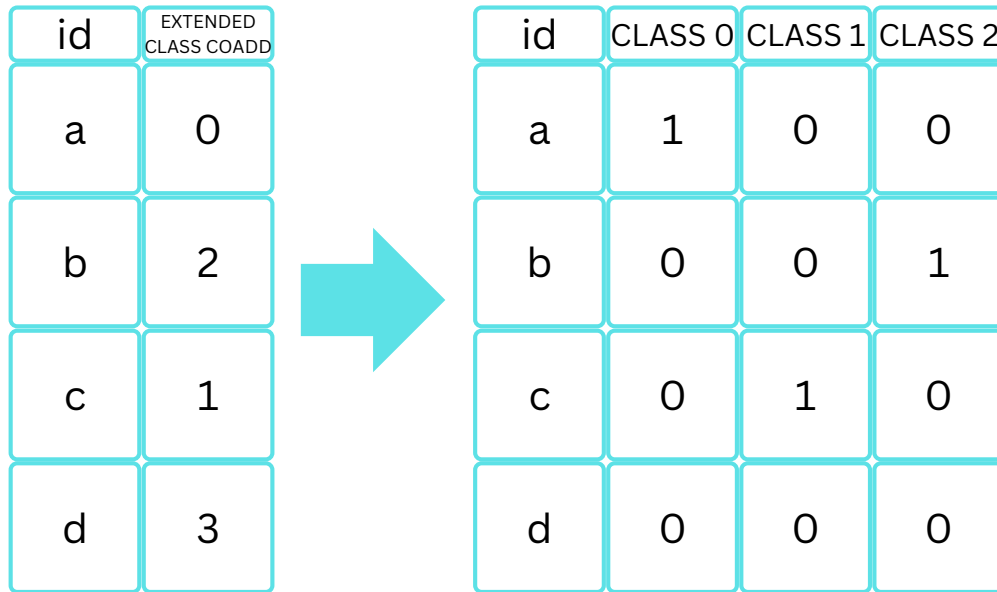 id EXTENDED CLASS COADD
a 0
b 2
c 1
d 3
id CLASS 0 CLASS 1 CLASS 2
a 1 0 0
b 0 0 1
c 0 1 0
d 0 0 0